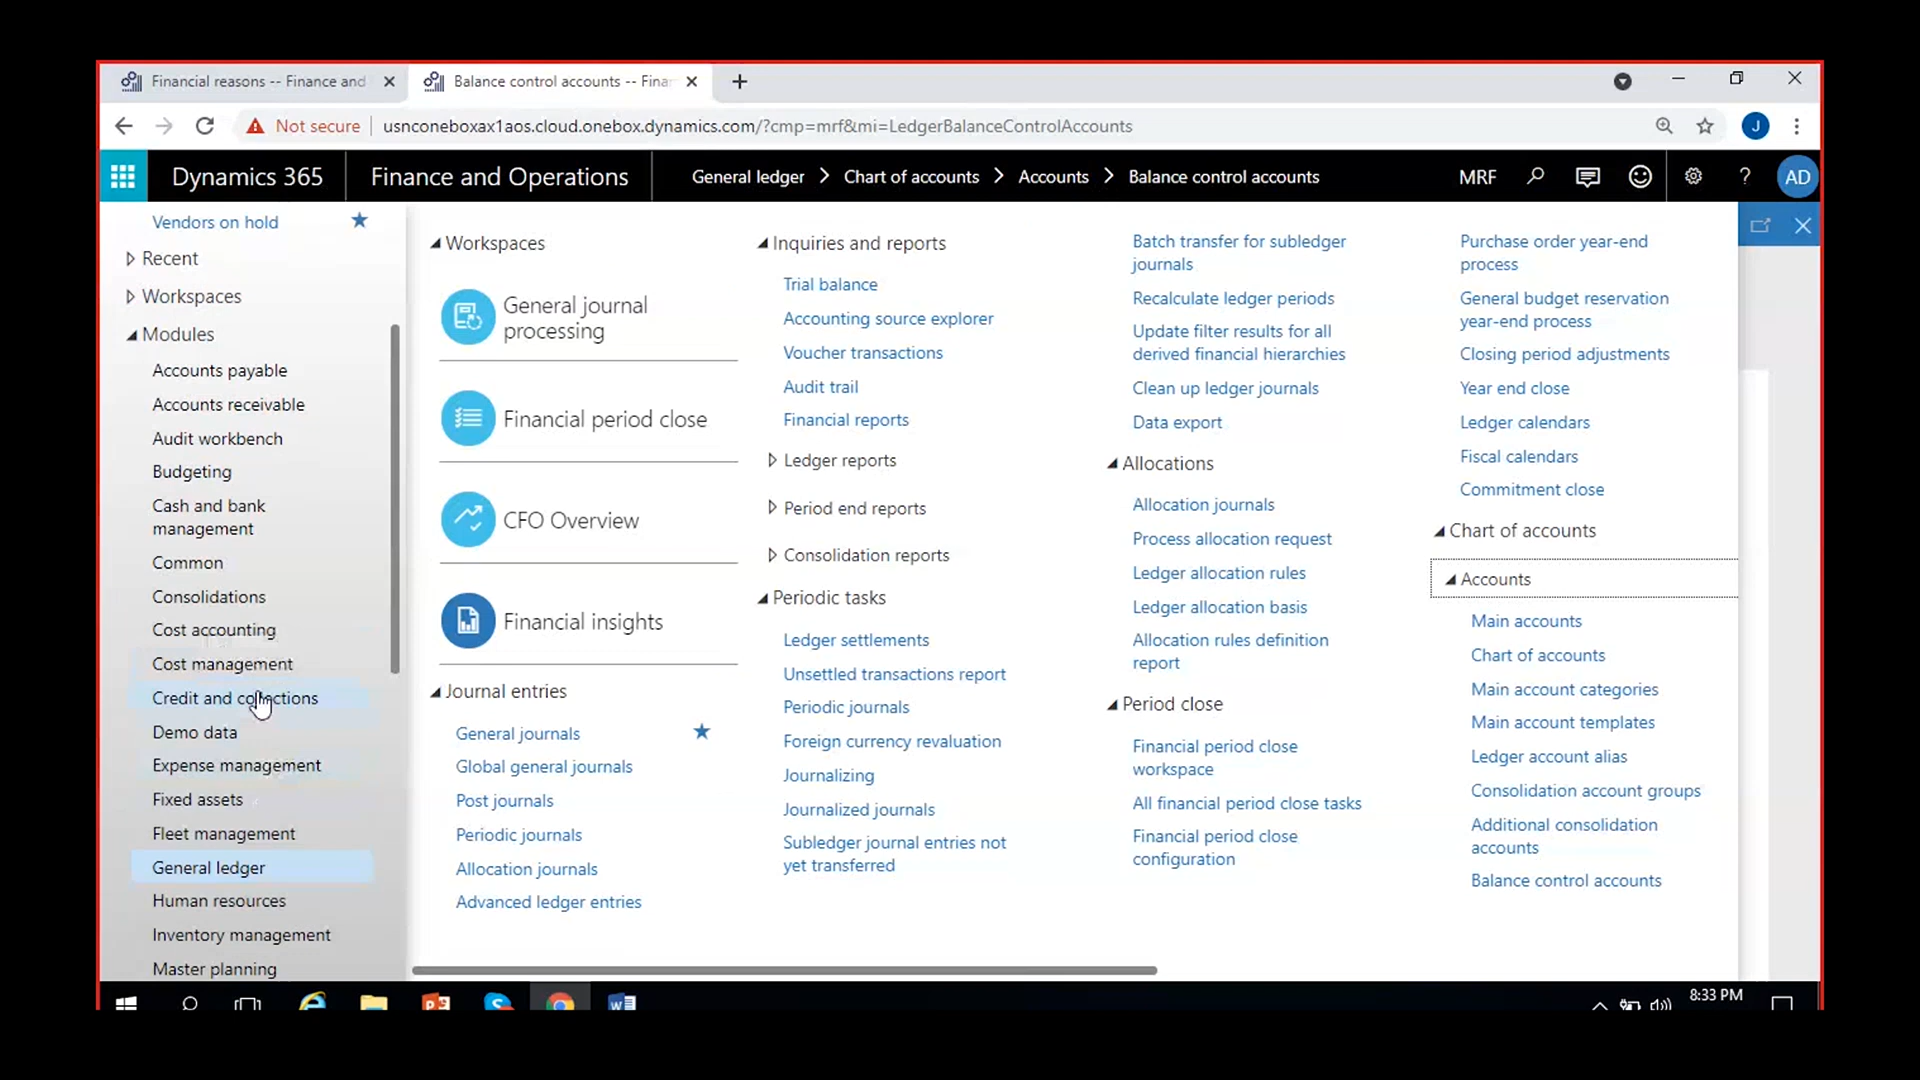 Financial reasons -- Finance and
Balance control accounts -- Fina
Not secure
usnconeboxax1aos.cloud.onebox.dynamics.com/?cmp=mrf&mi=LedgerBalanceControlAccounts
J
Dynamics 365
Finance and Operations
General ledger
Chart of accounts
Accounts
Balance control accounts
MRF
?
AD
Vendors on hold
Recent
Workspaces
Modules
Accounts payable
Accounts receivable
Audit workbench
Budgeting
Cash and bank
management
Common
Consolidations
Cost accounting
Cost management
Credit and collections
Demo data
Expense management
Fixed assets
Fleet management
General ledger
Human resources
Inventory management
Master planning
Workspaces
General journal
processing
Financial period close
CFO Overview
Financial insights
Journal entries
General journals
Global general journals
Post journals
Periodic journals
Allocation journals
Advanced ledger entries
Inquiries and reports
Trial balance
Accounting source explorer
Voucher transactions
Audit trail
Financial reports
Ledger reports
Period end reports
Consolidation reports
Periodic tasks
Ledger settlements
Unsettled transactions report
Periodic journals
Foreign currency revaluation
Journalizing
Journalized journals
Subledger journal entries not
yet transferred
Batch transfer for subledger
journals
Recalculate ledger periods
Update filter results for all
derived financial hierarchies
Clean up ledger journals
Data export
Allocations
Allocation journals
Process allocation request
Ledger allocation rules
Ledger allocation basis
Allocation rules definition
report
Period close
Financial period close
workspace
All financial period close tasks
Financial period close
configuration
Purchase order year-end
process
General budget reservation
year-end process
Closing period adjustments
Year end close
Ledger calendars
Fiscal calendars
Commitment close
Chart of accounts
Accounts
Main accounts
Chart of accounts
Main account categories
Main account templates
Ledger account alias
Consolidation account groups
Additional consolidation
accounts
Balance control accounts
8:33 PM